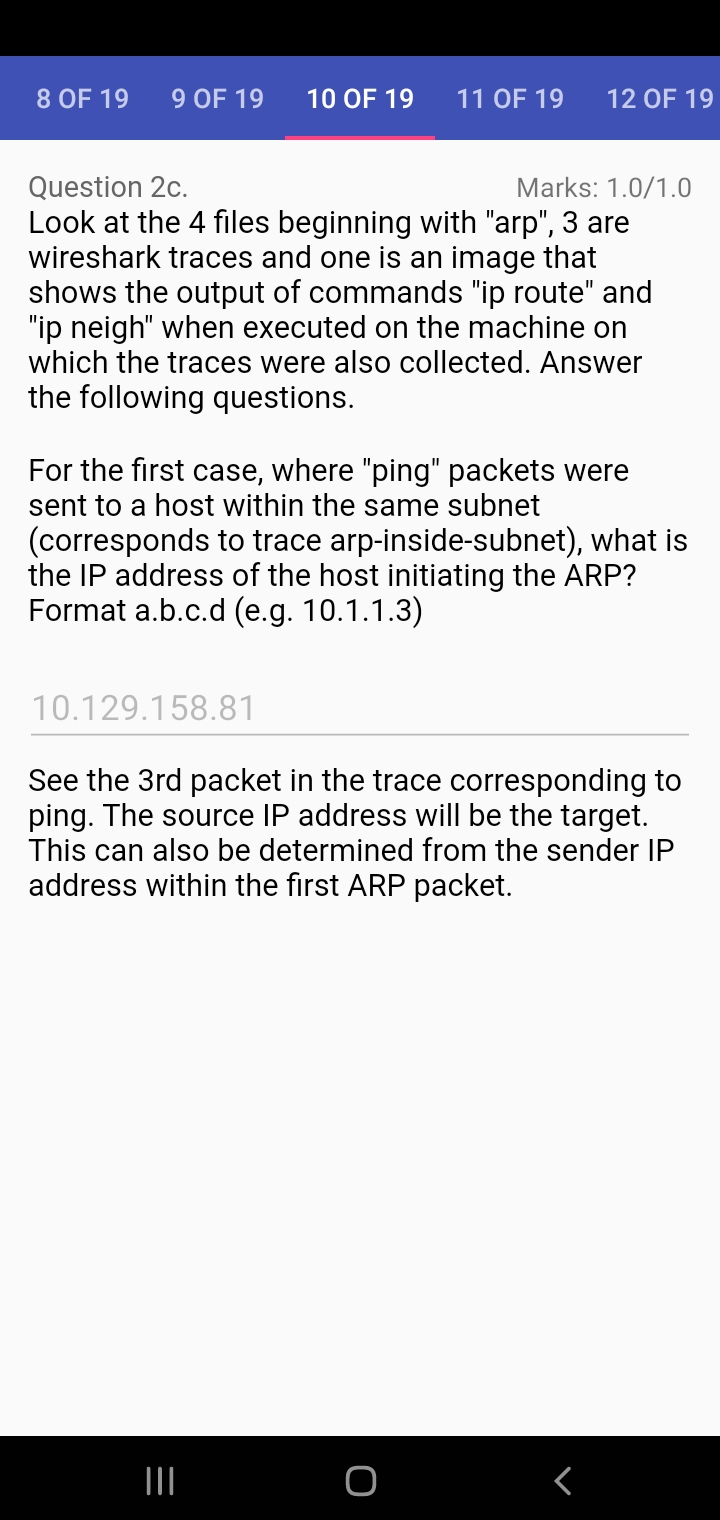 8 OF 19 9 OF 19 10 OF 19 11 OF 19 12 OF 19
Question 2c. Marks: 1.0/1.0
Look at the 4 files beginning with "arp", 3 are
wireshark traces and one is an image that
shows the output of commands "ip route" and
"ip neigh" when executed on the machine on
which the traces were also collected. Answer
the following questions.
For the first case, where "ping" packets were
sent to a host within the same subnet
(corresponds to trace arp-inside-subnet), what is
the IP address of the host initiating the ARP?
Format a.b.c.d (e.g. 10.1.1.3)
10.129.158.81
See the 3rd packet in the trace corresponding to
ping. The source IP address will be the target.
This can also be determined from the sender IP
address within the first ARP packet.